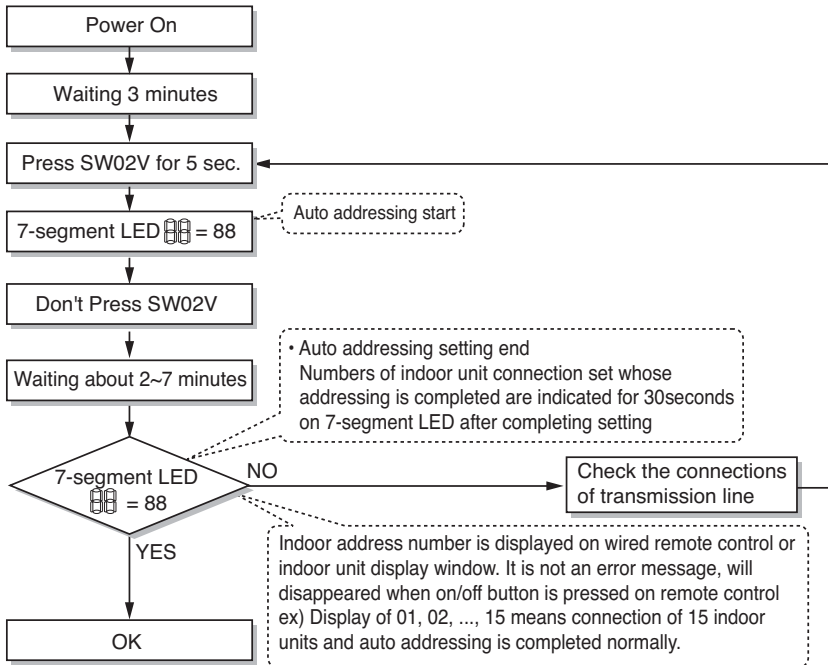 Power On
Waiting 3 minutes
Press SW02V for 5 sec.
7-segment LED 88 = 88
Auto addressing start
Don't Press SW02V
Waiting about 2~7 minutes
• Auto addressing setting end
Numbers of indoor unit connection set whose
addressing is completed are indicated for 30seconds
on 7-segment LED after completing setting
7-segment LED
88 = 88
NO
Check the connections
of transmission line
YES
Indoor address number is displayed on wired remote control or
indoor unit display window. It is not an error message, will
disappeared when on/off button is pressed on remote control
ex) Display of 01, 02, ..., 15 means connection of 15 indoor
units and auto addressing is completed normally.
OK